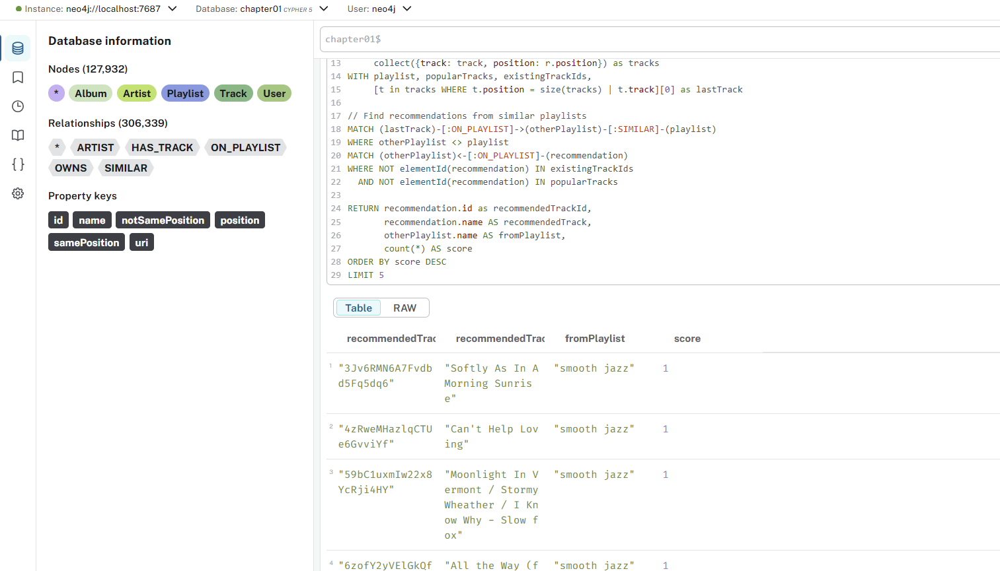 Instance: neo4j://localhost:7687 Database: chapter01 CYPHER 5 User: neo4j
Database information
Nodes (127,932)
* Album Artist Playlist Track User
Relationships (306,339)
* ARTIST HAS_TRACK ON_PLAYLIST
OWNS SIMILAR
Property keys
id name notSamePosition position
samePosition uri
chapter01$
13 collect({track: track, position: r.position}) as tracks
14 WITH playlist, popularTracks, existingTrackIds,
15 [t in tracks WHERE t.position = size(tracks) | t.track][0] as lastTrack
16
17 // Find recommendations from similar playlists
18 MATCH (lastTrack)-[:ON_PLAYLIST]->(otherPlaylist)-[:SIMILAR]-(playlist)
19 WHERE otherPlaylist <> playlist
20 MATCH (otherPlaylist)<-[:ON_PLAYLIST]-(recommendation)
21 WHERE NOT elementId(recommendation) IN existingTrackIds
22 AND NOT elementId(recommendation) IN popularTracks
23
24 RETURN recommendation.id as recommendedTrackId,
25 recommendation.name AS recommendedTrack,
26 otherPlaylist.name AS fromPlaylist,
27 count(*) AS score
28 ORDER BY score DESC
29 LIMIT 5
Table RAW
recommendedTrac recommendedTrac fromPlaylist score
1 "3Jv6RMN6A7Fvdb "Softly As In A "smooth jazz" 1
d5Fq5dq6" Morning Sunris
e"
2 "4zRweMHazlqCTU "Can't Help Lov "smooth jazz" 1
e6GvviYf" ing"
3 "59bC1uxmIw22x8 "Moonlight In V "smooth jazz" 1
YcRji4HY" ermont / Stormy
Wheather / I Kn
ow Why - Slow f
ox"
4 "6zofY2yVElGkQf "All the Way (f "smooth jazz" 1